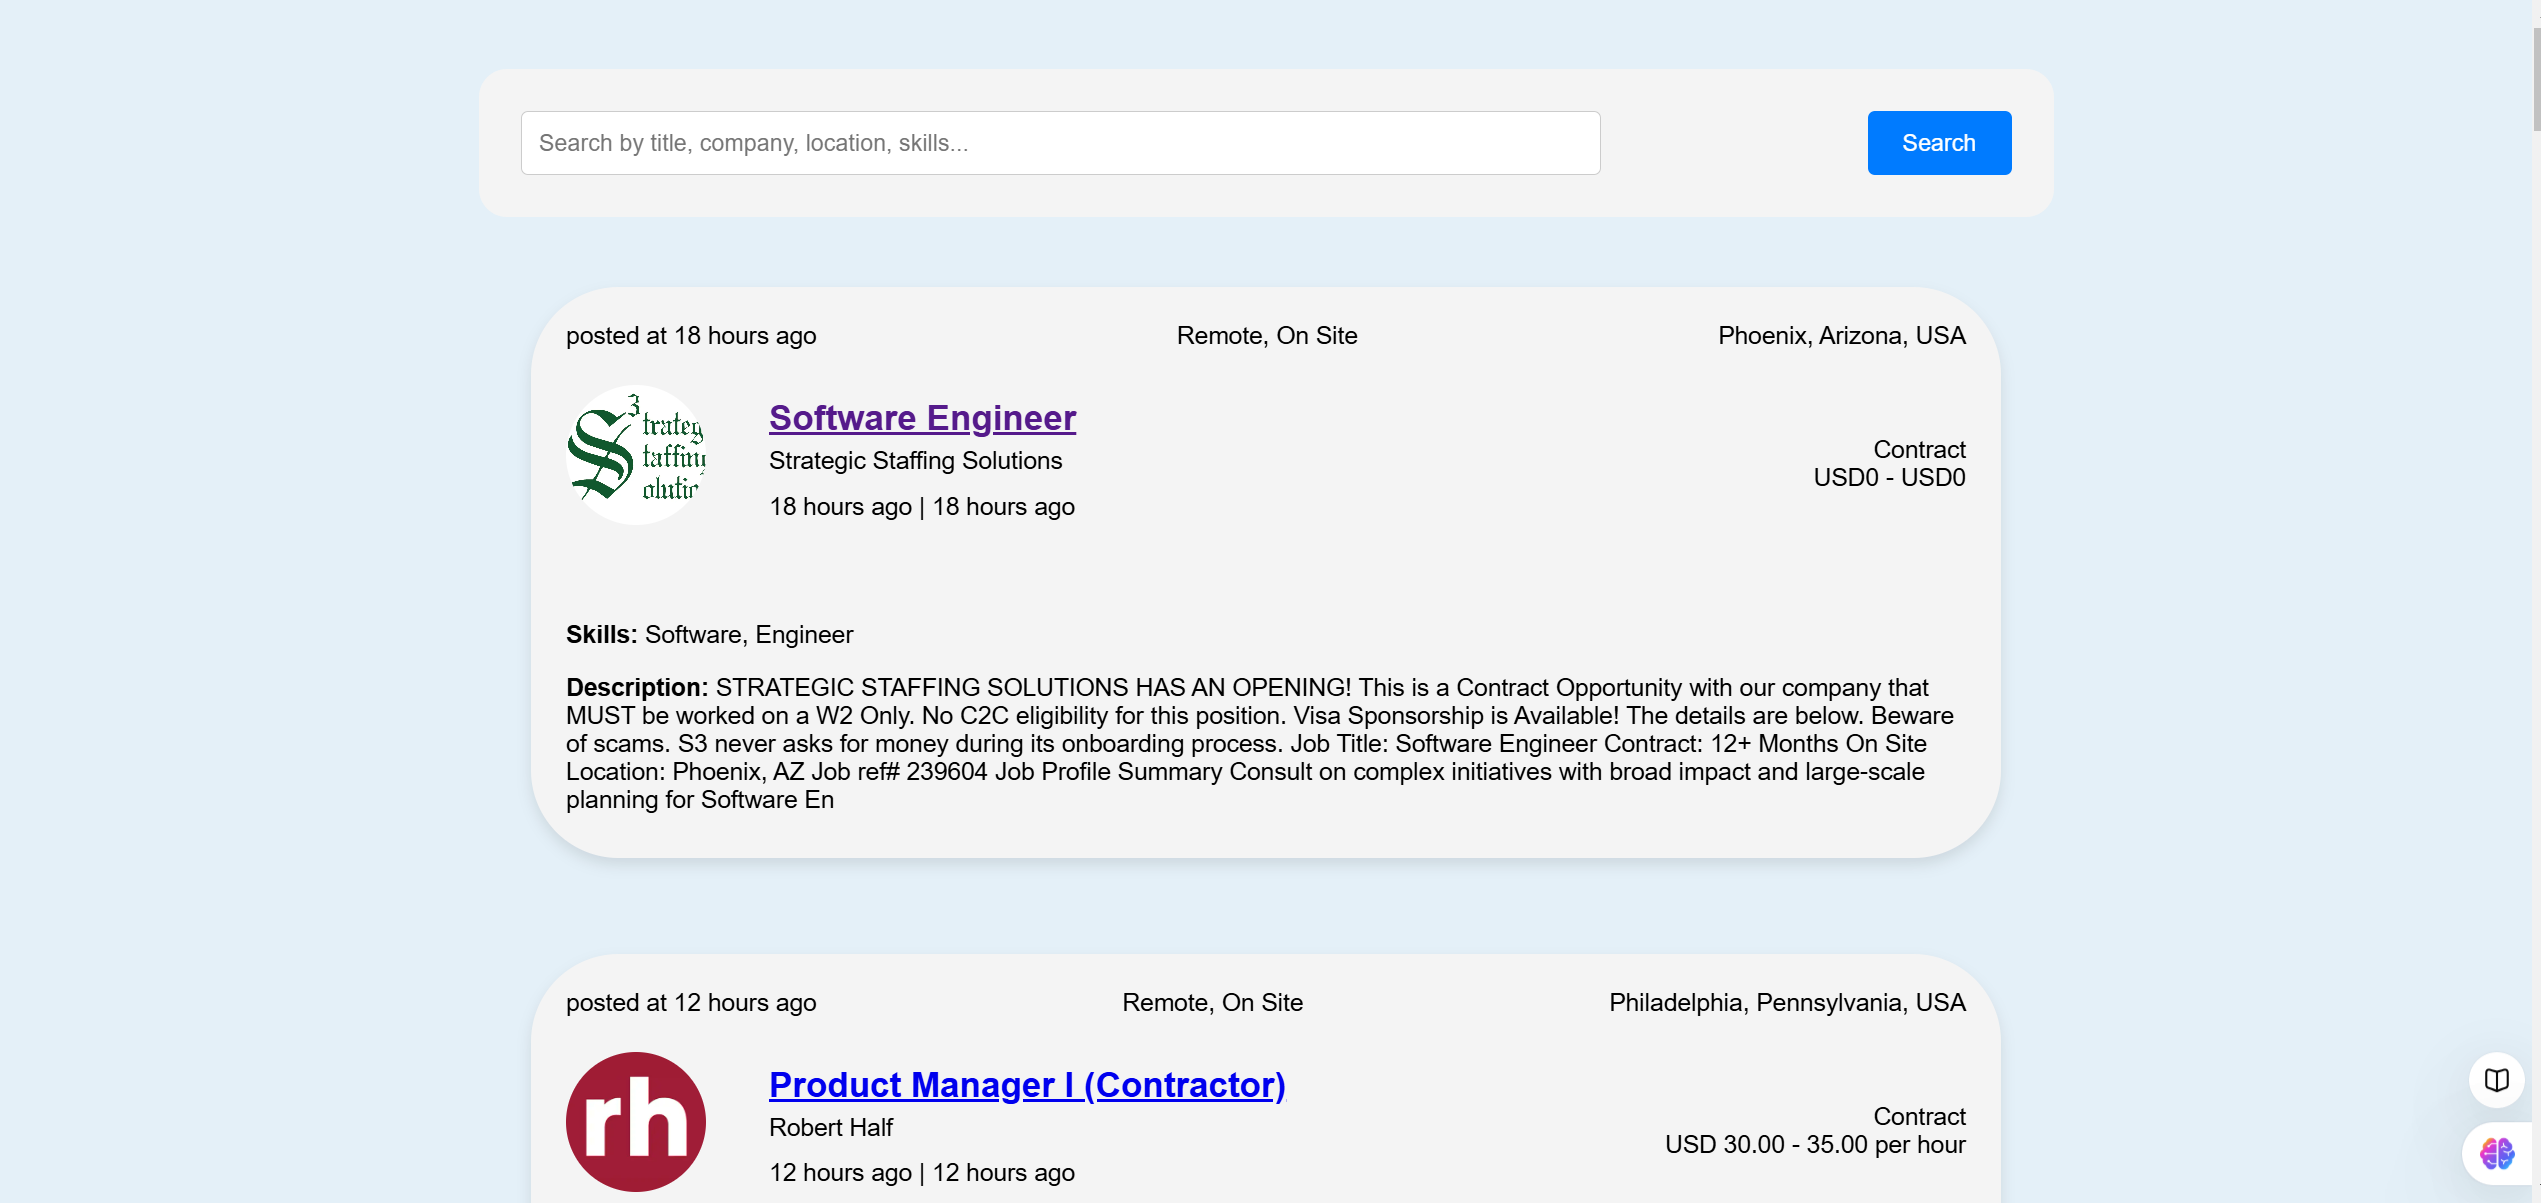 Search by title, company, location, skills...
Search
posted at 18 hours ago
Remote, On Site
Phoenix, Arizona, USA
3
S trateg
taffing
olutic
Software Engineer
Strategic Staffing Solutions
18 hours ago | 18 hours ago
Contract
USD0 - USD0
Skills: Software, Engineer
Description: STRATEGIC STAFFING SOLUTIONS HAS AN OPENING! This is a Contract Opportunity with our company that
MUST be worked on a W2 Only. No C2C eligibility for this position. Visa Sponsorship is Available! The details are below. Beware
of scams. S3 never asks for money during its onboarding process. Job Title: Software Engineer Contract: 12+ Months On Site
Location: Phoenix, AZ Job ref# 239604 Job Profile Summary Consult on complex initiatives with broad impact and large-scale
planning for Software En
posted at 12 hours ago
Remote, On Site
Philadelphia, Pennsylvania, USA
rh
Product Manager I (Contractor)
Robert Half
12 hours ago | 12 hours ago
Contract
USD 30.00 - 35.00 per hour